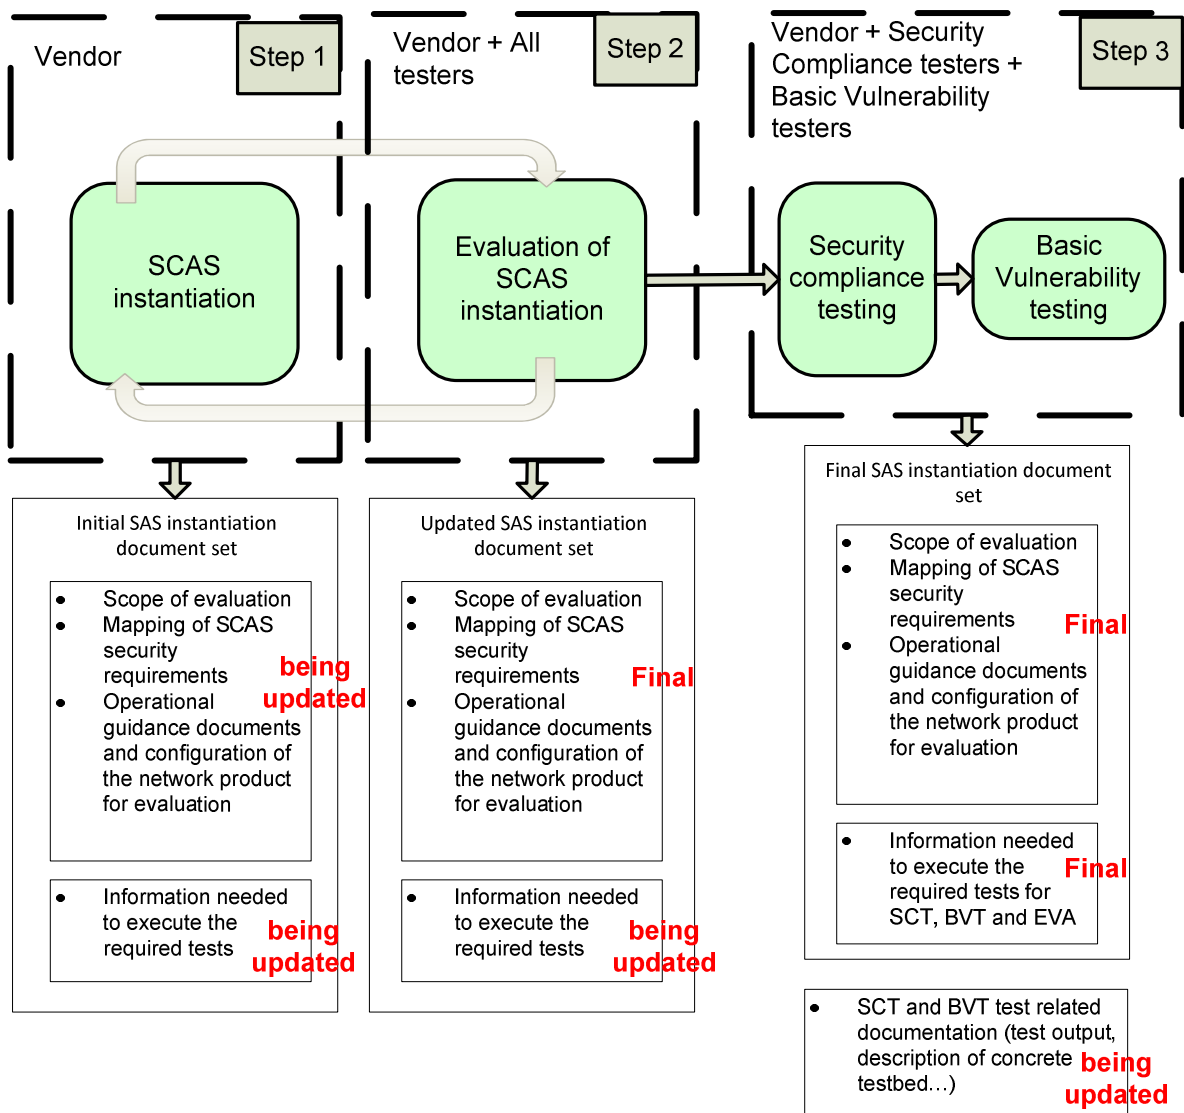 Vendor
Step 1
Vendor + All
testers
Step 2
Vendor + Security
Compliance testers +
Basic Vulnerability
testers
Step 3
SCAS
instantiation
Evaluation of
SCAS
instantiation
Security
compliance
testing
Basic
Vulnerability
testing
Initial SAS instantiation
document set
• Scope of evaluation
• Mapping of SCAS
security
requirements
• Operational
guidance documents
and configuration of
the network product
for evaluation
being
updated
• Information needed
to execute the
required tests
being
updated
Updated SAS instantiation
document set
• Scope of evaluation
• Mapping of SCAS
security
requirements
• Operational
guidance documents
and configuration of
the network product
for evaluation
Final
• Information needed
to execute the
required tests
being
updated
Final SAS instantiation document
set
• Scope of evaluation
• Mapping of SCAS
security
requirements
• Operational
guidance documents
and configuration of
the network product
for evaluation
Final
• Information needed
to execute the
required tests for
SCT, BVT and EVA
Final
• SCT and BVT test related
documentation (test output,
description of concrete
testbed…)
being
updated